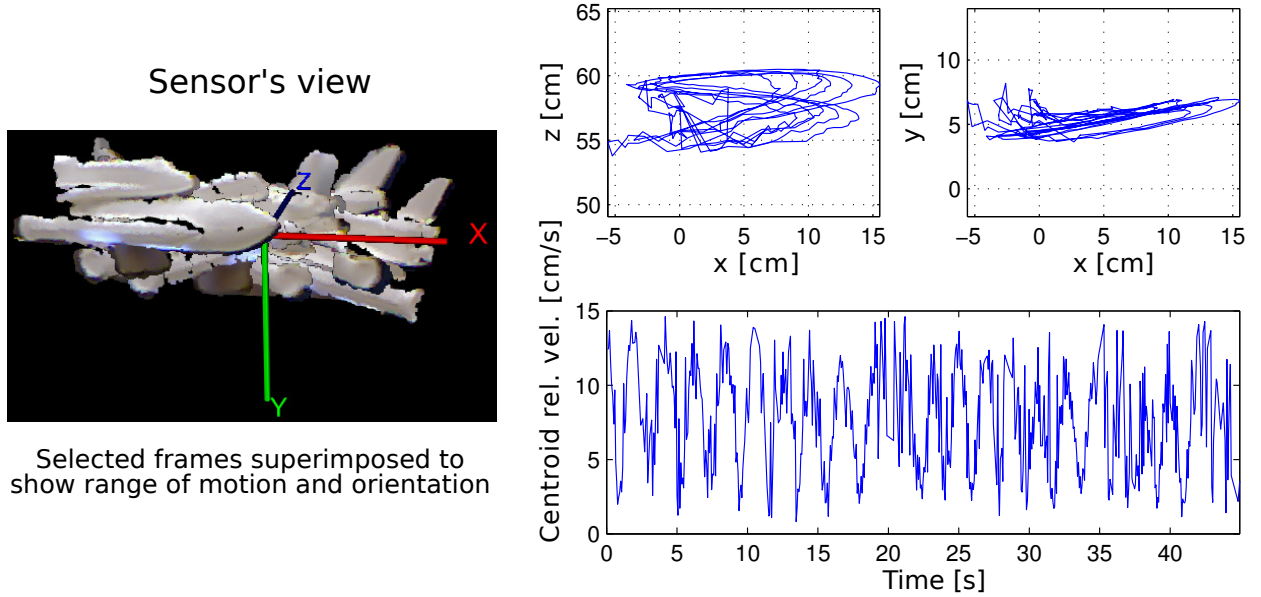 Sensor's view
Z
X
Y
Selected frames superimposed to
show range of motion and orientation
65
60
55
50
z [cm]
−5 0 5 10 15
x [cm]
10
5
0
y [cm]
−5 0 5 10 15
x [cm]
15
10
5
0
Centroid rel. vel. [cm/s]
0 5 10 15 20 25 30 35 40
Time [s]